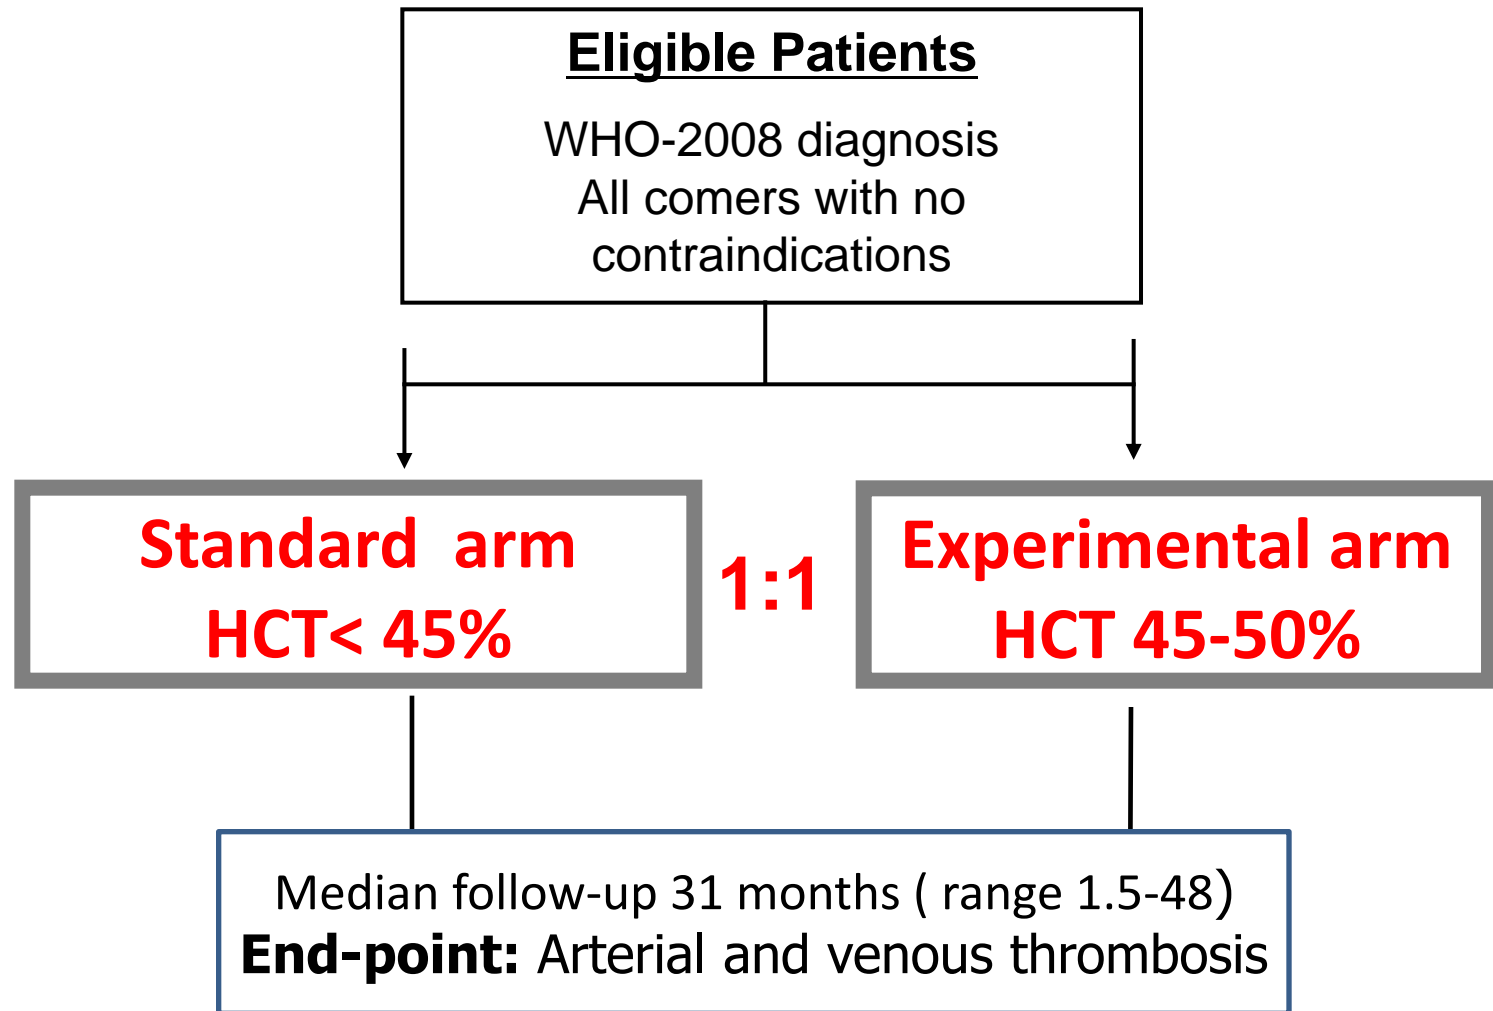 Eligible Patients
WHO-2008 diagnosis
All comers with no
contraindications
Standard  arm
HCT< 45%
1:1
Experimental arm
HCT 45-50%
Median follow-up 31 months ( range 1.5-48)
End-point: Arterial and venous thrombosis